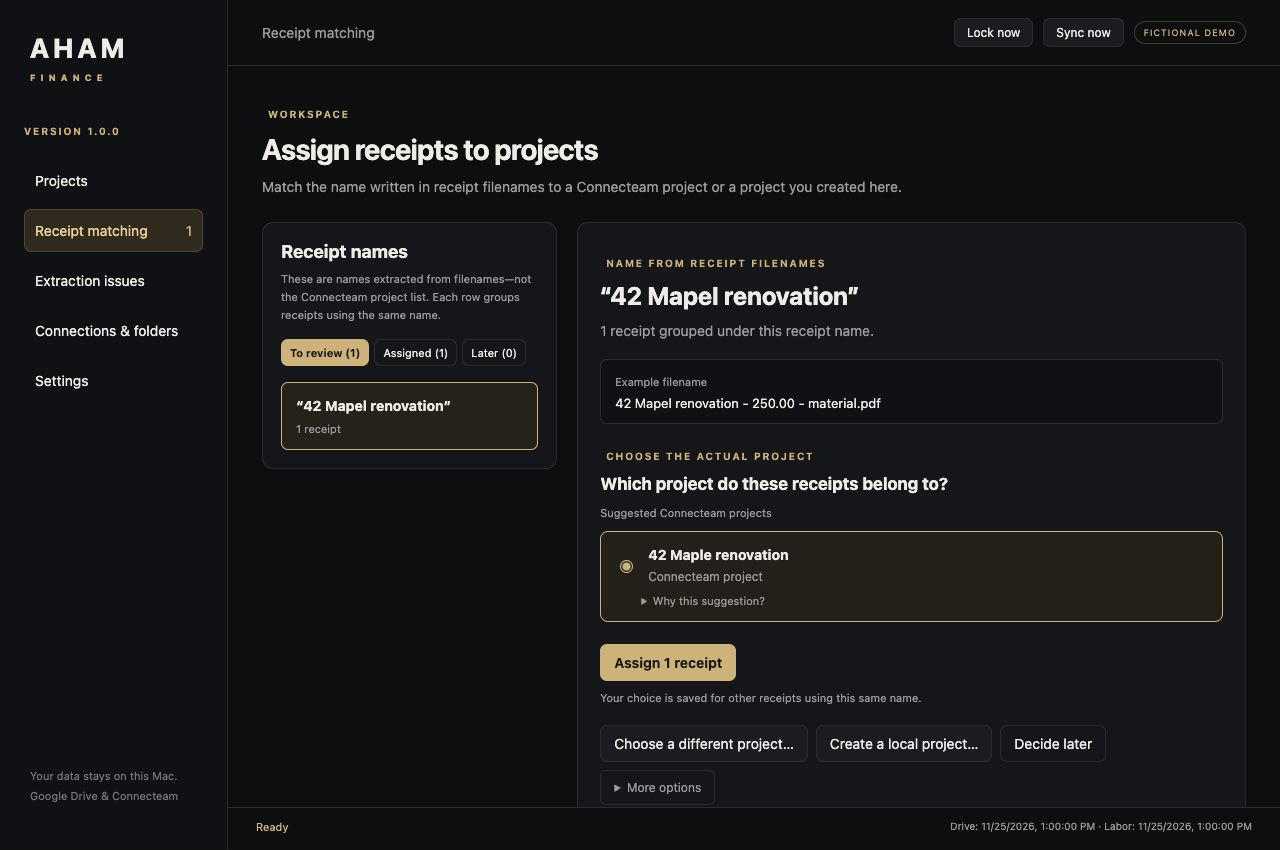 AHAM
FINANCE
VERSION 1.0.0
Projects
Receipt matching 1
Extraction issues
Connections & folders
Settings
Your data stays on this Mac.
Google Drive & Connecteam
Receipt matching
Lock now
Sync now
FICTIONAL DEMO
WORKSPACE
Assign receipts to projects
Match the name written in receipt filenames to a Connecteam project or a project you created here.
Receipt names
These are names extracted from filenames—not
the Connecteam project list. Each row groups
receipts using the same name.
To review (1)
Assigned (1)
Later (0)
“42 Mapel renovation”
1 receipt
NAME FROM RECEIPT FILENAMES
“42 Mapel renovation”
1 receipt grouped under this receipt name.
Example filename
42 Mapel renovation - 250.00 - material.pdf
CHOOSE THE ACTUAL PROJECT
Which project do these receipts belong to?
Suggested Connecteam projects
42 Maple renovation
Connecteam project
Why this suggestion?
Assign 1 receipt
Your choice is saved for other receipts using this same name.
Choose a different project...
Create a local project...
Decide later
More options
Ready
Drive: 11/25/2026, 1:00:00 PM · Labor: 11/25/2026, 1:00:00 PM